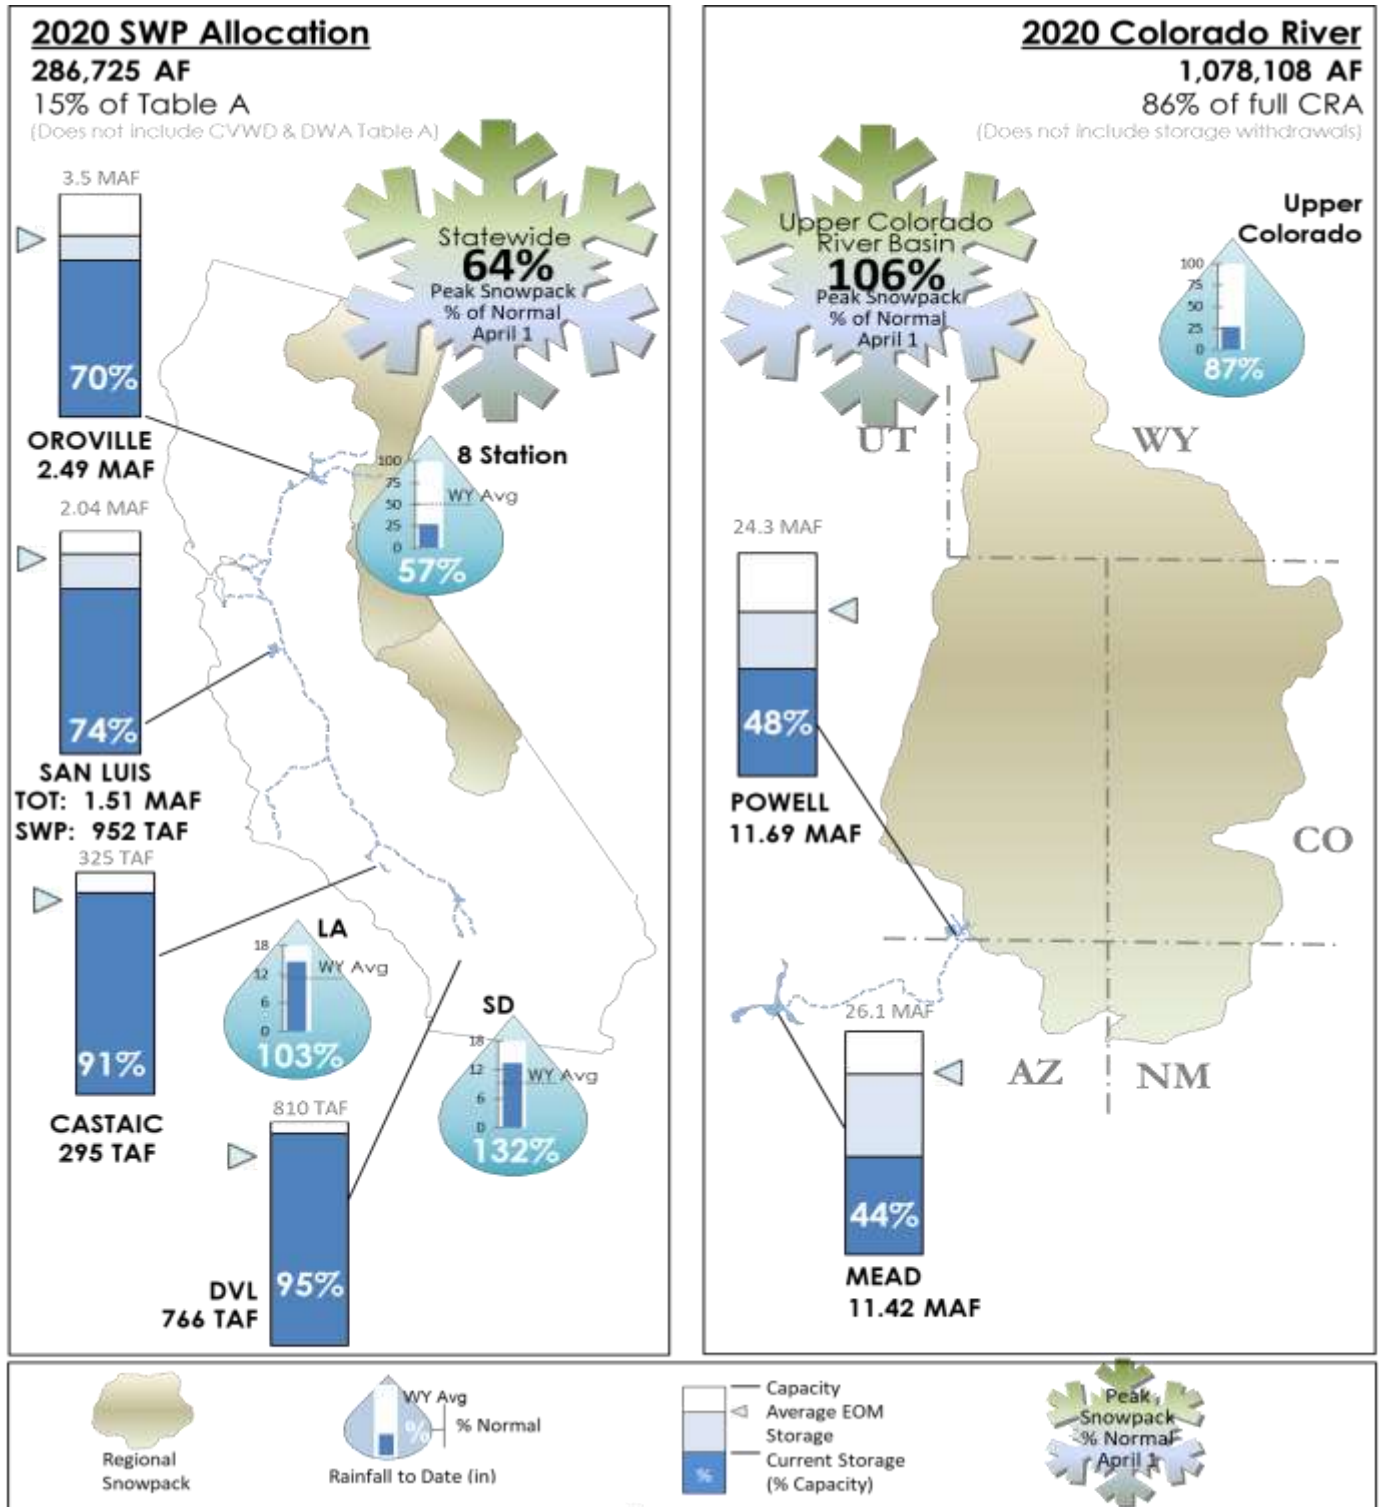 2020 SWP Allocation
286,725 AF
15% of Table A
(Does not include CVWD & DWA Table A)
3.5 MAF
Statewide
64%
Peak Snowpack
% of Normal
April 1
70%
OROVILLE
2.49 MAF
8 Station
100
75
WY Avg
50
25
0
57%
2.04 MAF
74%
SAN LUIS
TOT: 1.51 MAF
SWP: 952 TAF
325 TAF
91%
CASTAIC
295 TAF
LA
18
WY Avg
12
6
0
103%
SD
18
12
WY Avg
6
0
132%
810 TAF
95%
DVL
766 TAF
2020 Colorado River
1,078,108 AF
86% of full CRA
(Does not include storage withdrawals)
Upper Colorado
River Basin
106%
Peak Snowpack
% of Normal
April 1
Upper
Colorado
100
75
50
25
0
87%
UT
WY
24.3 MAF
48%
POWELL
11.69 MAF
CO
26.1 MAF
AZ
NM
44%
MEAD
11.42 MAF
Regional
Snowpack
WY Avg
%
% Normal
Rainfall to Date (in)
Capacity
Average EOM
Storage
Current Storage
(% Capacity)
%
Peak
Snowpack
% Normal
April 1